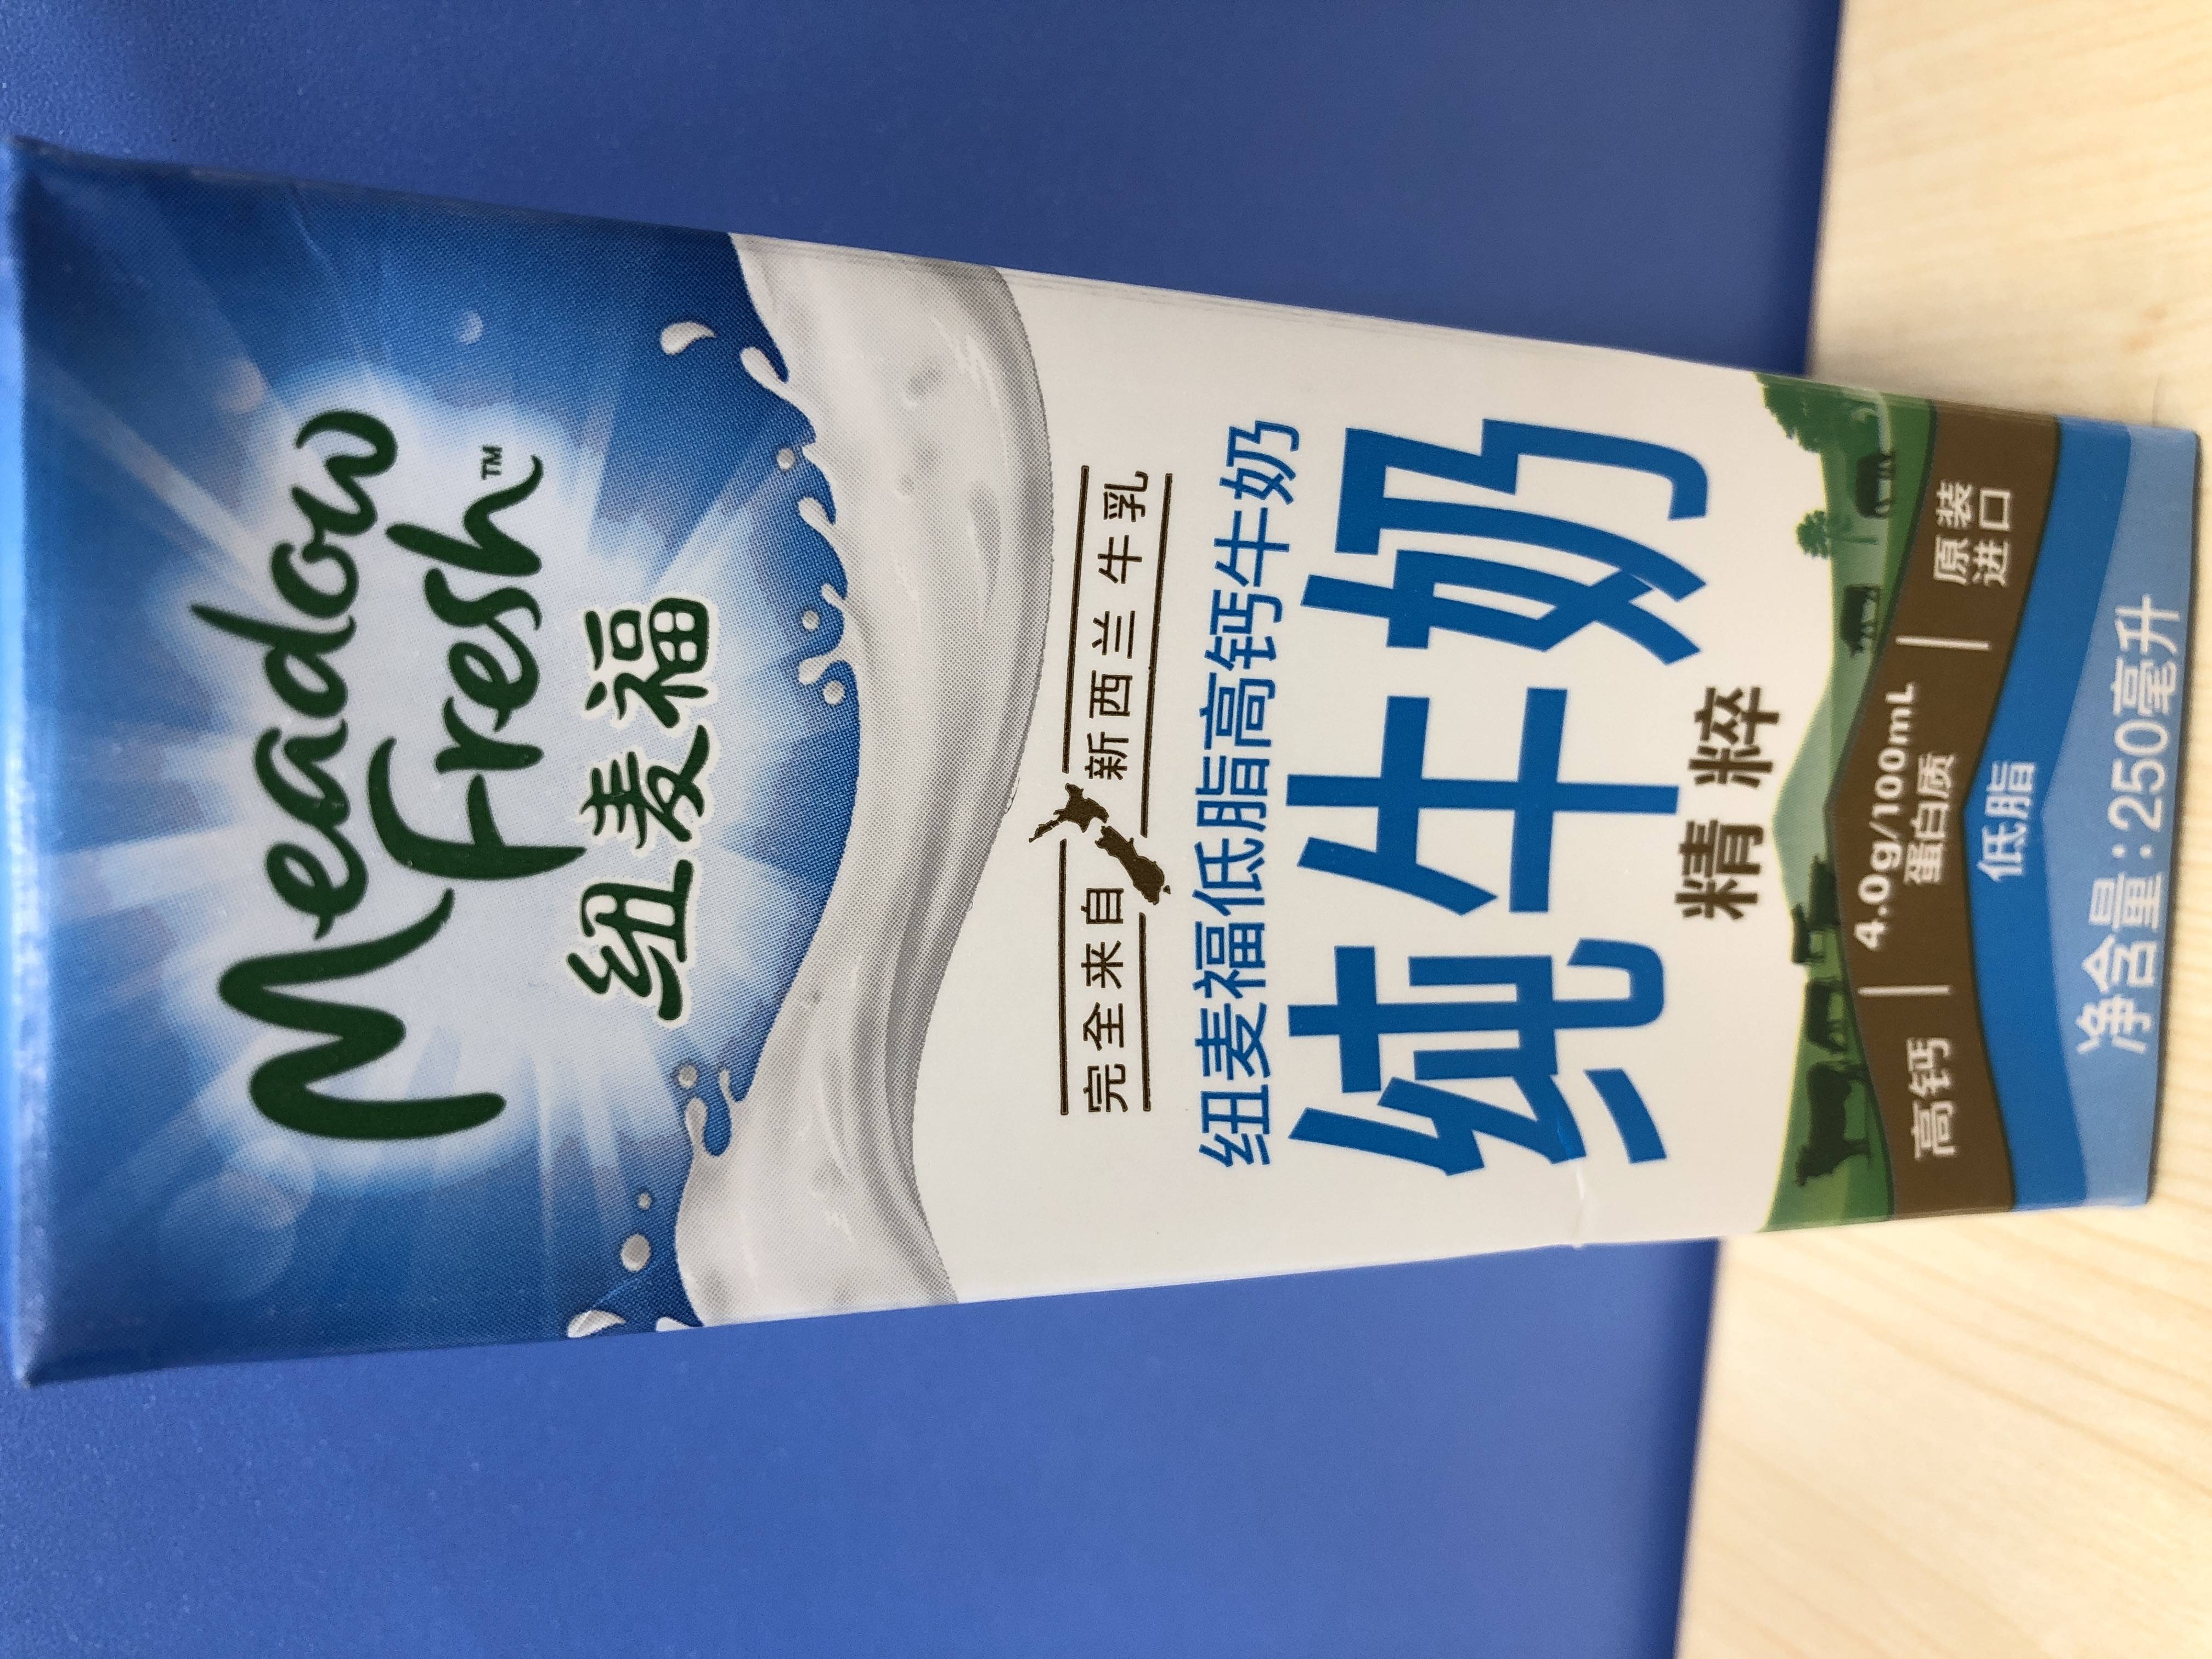 Meadow
Fresh™
纽麦福
完全来自 新西兰牛乳
纽麦福低脂高钙牛奶
纯牛奶
精粹
高钙
4.0g/100mL
蛋白质
原装
进口
低脂
净含量:250毫升